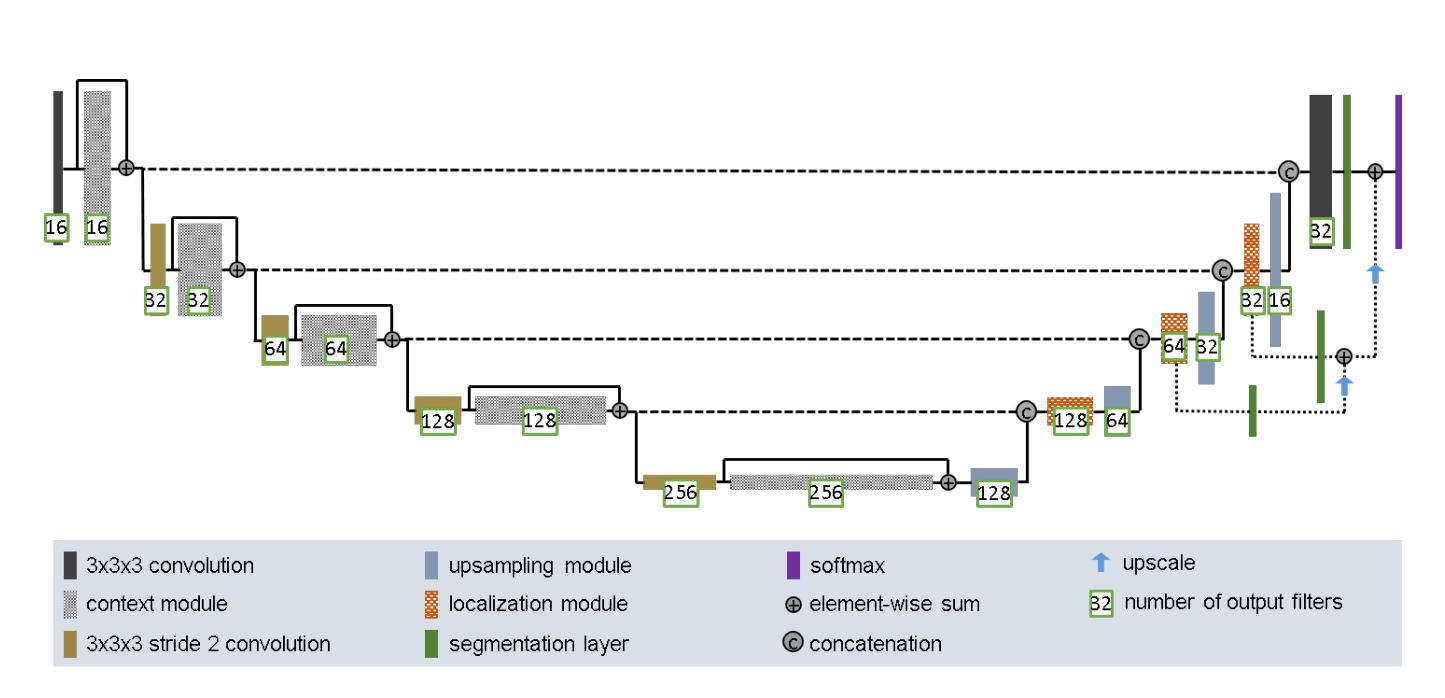 16
16
32
32
32
32
16
64
64
64
32
128
128
128
64
256
256
128
3x3x3 convolution
upsampling module
softmax
upscale
context module
localization module
element-wise sum
32
number of output filters
3x3x3 stride 2 convolution
segmentation layer
c
concatenation